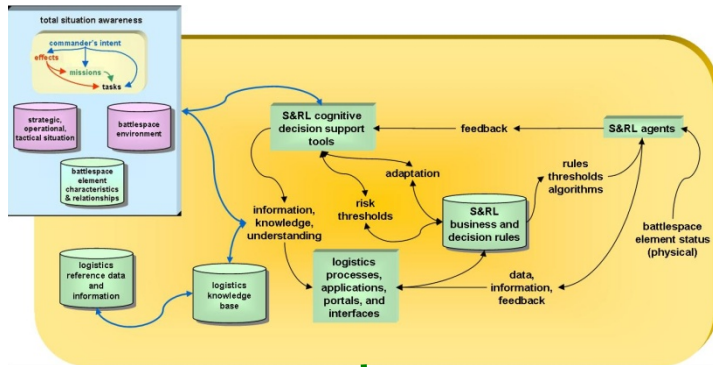 total situation awareness
commander's intent
effects
missions
tasks
strategic,
operational,
tactical situation
battlespace
environment
battlespace
element
characteristics
& relationships
S&RL cognitive
decision support
tools
feedback
S&RL agents
adaptation
rules
thresholds
algorithms
risk
thresholds
information,
knowledge,
understanding
S&RL
business and
decision rules
battlespace
element status
(physical)
logistics
reference data
and
information
logistics
knowledge
base
logistics
processes,
applications,
portals, and
interfaces
data,
information,
feedback